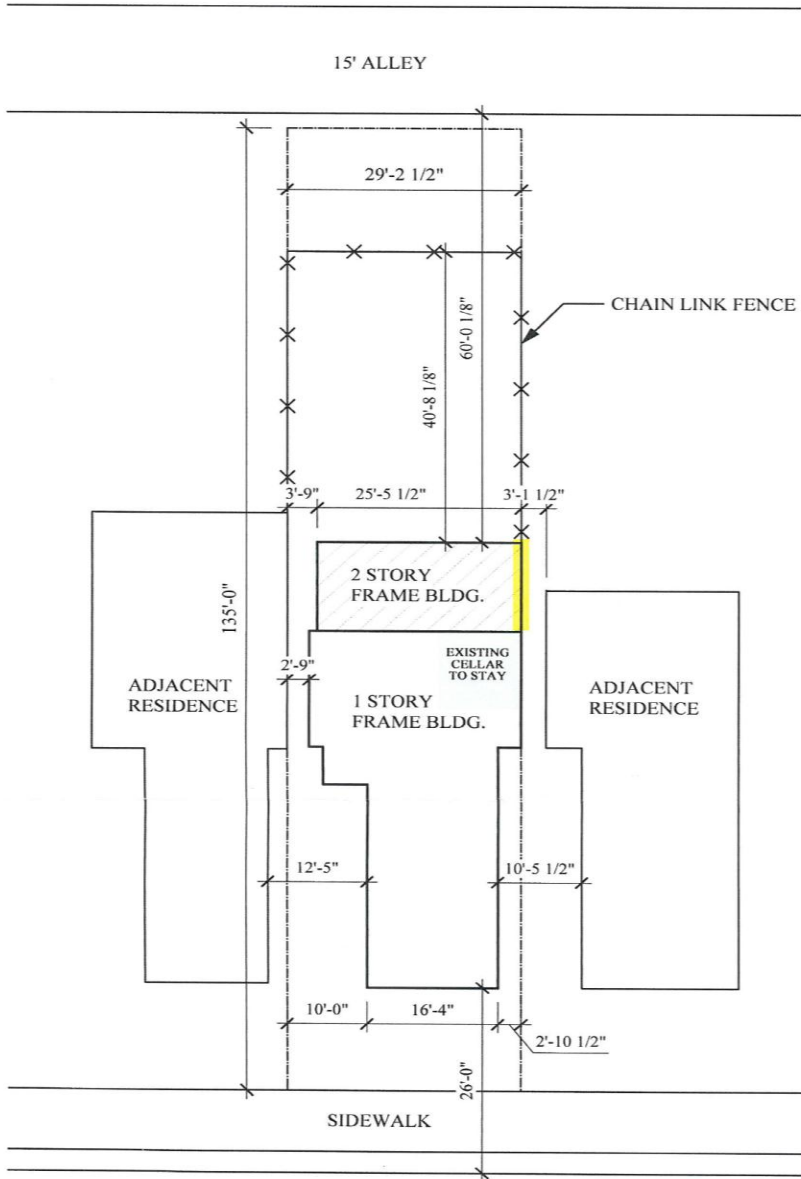 15' ALLEY
29'-2 1/2"
CHAIN LINK FENCE
60'-0 1/8"
40'-8 1/8"
3'-9"
25'-5 1/2"
3'-1 1/2"
2 STORY
FRAME BLDG.
135'-0"
EXISTING
CELLAR
TO STAY
2'-9"
ADJACENT
RESIDENCE
1 STORY
FRAME BLDG.
ADJACENT
RESIDENCE
12'-5"
10'-5 1/2"
10'-0"
16'-4"
2'-10 1/2"
26'-0"
SIDEWALK